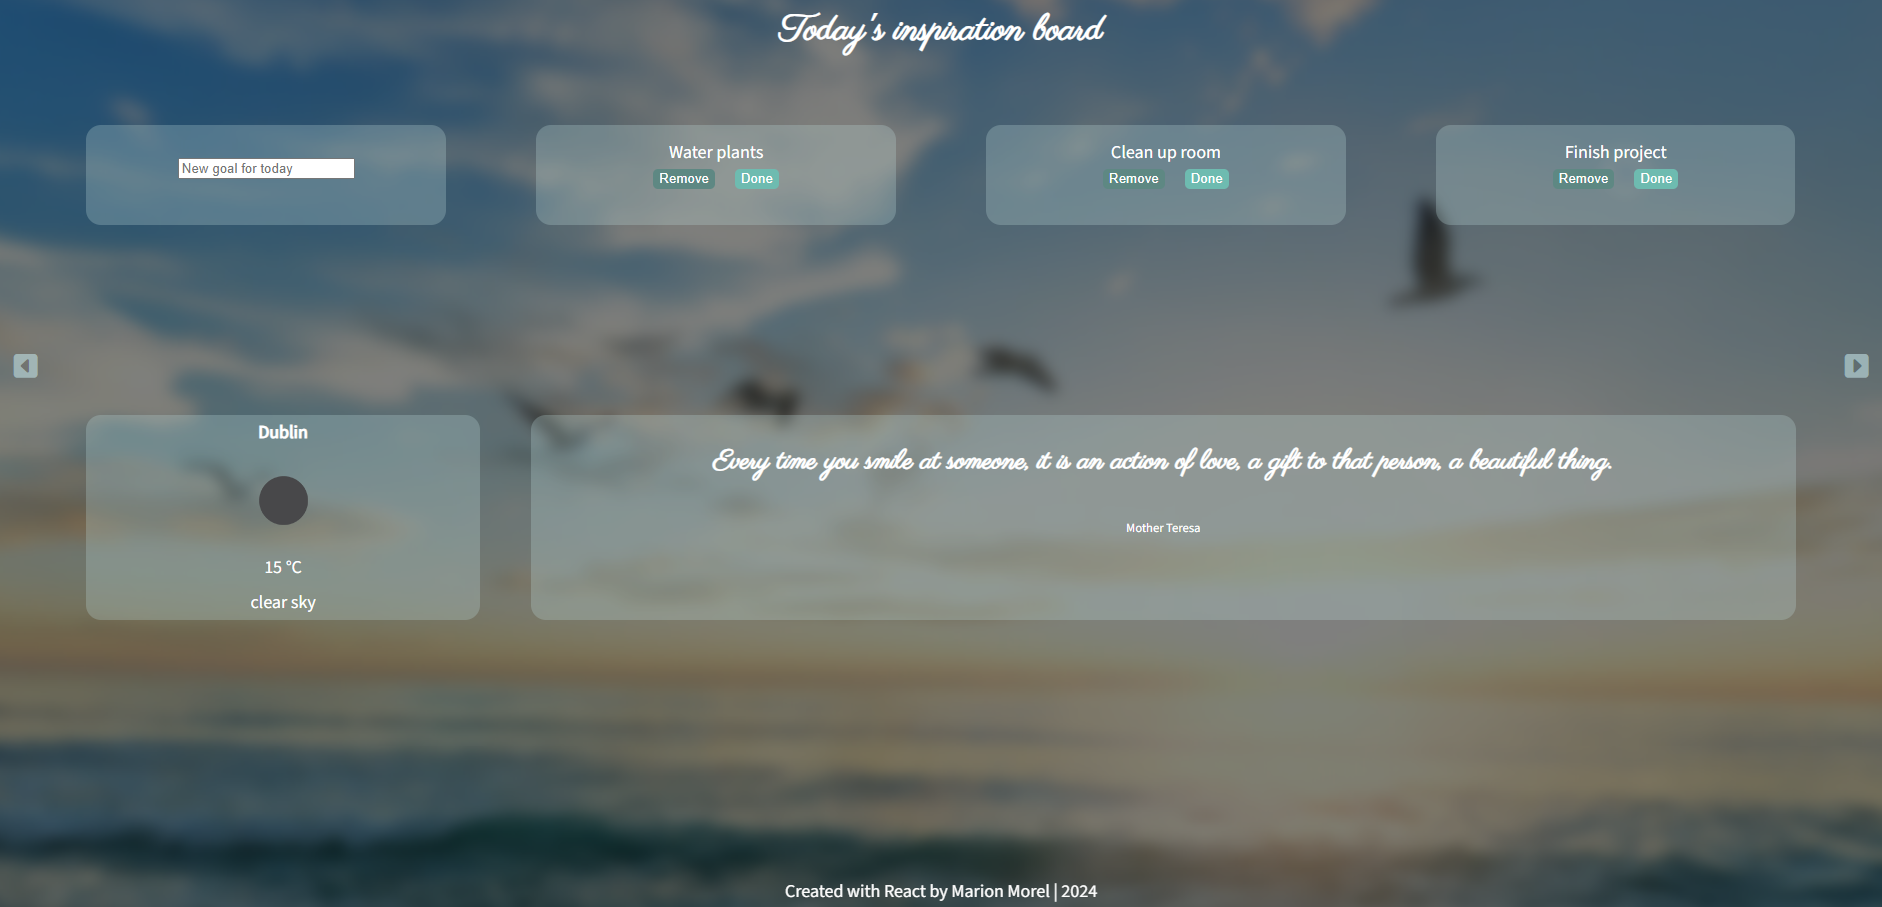 Today's inspiration board
New goal for today
Water plants
Remove Done
Clean up room
Remove Done
Finish project
Remove Done
Dublin
15 °C
clear sky
Every time you smile at someone, it is an action of love, a gift to that person, a beautiful thing.
Mother Teresa
Created with React by Marion Morel | 2024